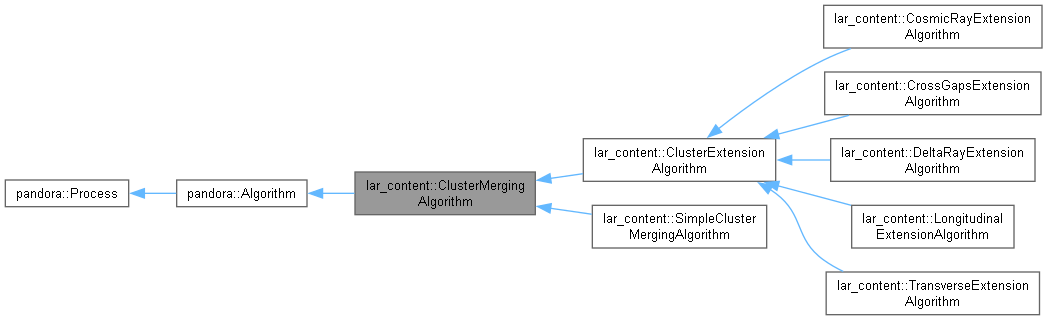 pandora::Process
pandora::Algorithm
lar_content::ClusterMerging
Algorithm
lar_content::ClusterExtension
Algorithm
lar_content::SimpleCluster
MergingAlgorithm
lar_content::CosmicRayExtension
Algorithm
lar_content::CrossGapsExtension
Algorithm
lar_content::DeltaRayExtension
Algorithm
lar_content::Longitudinal
ExtensionAlgorithm
lar_content::TransverseExtension
Algorithm